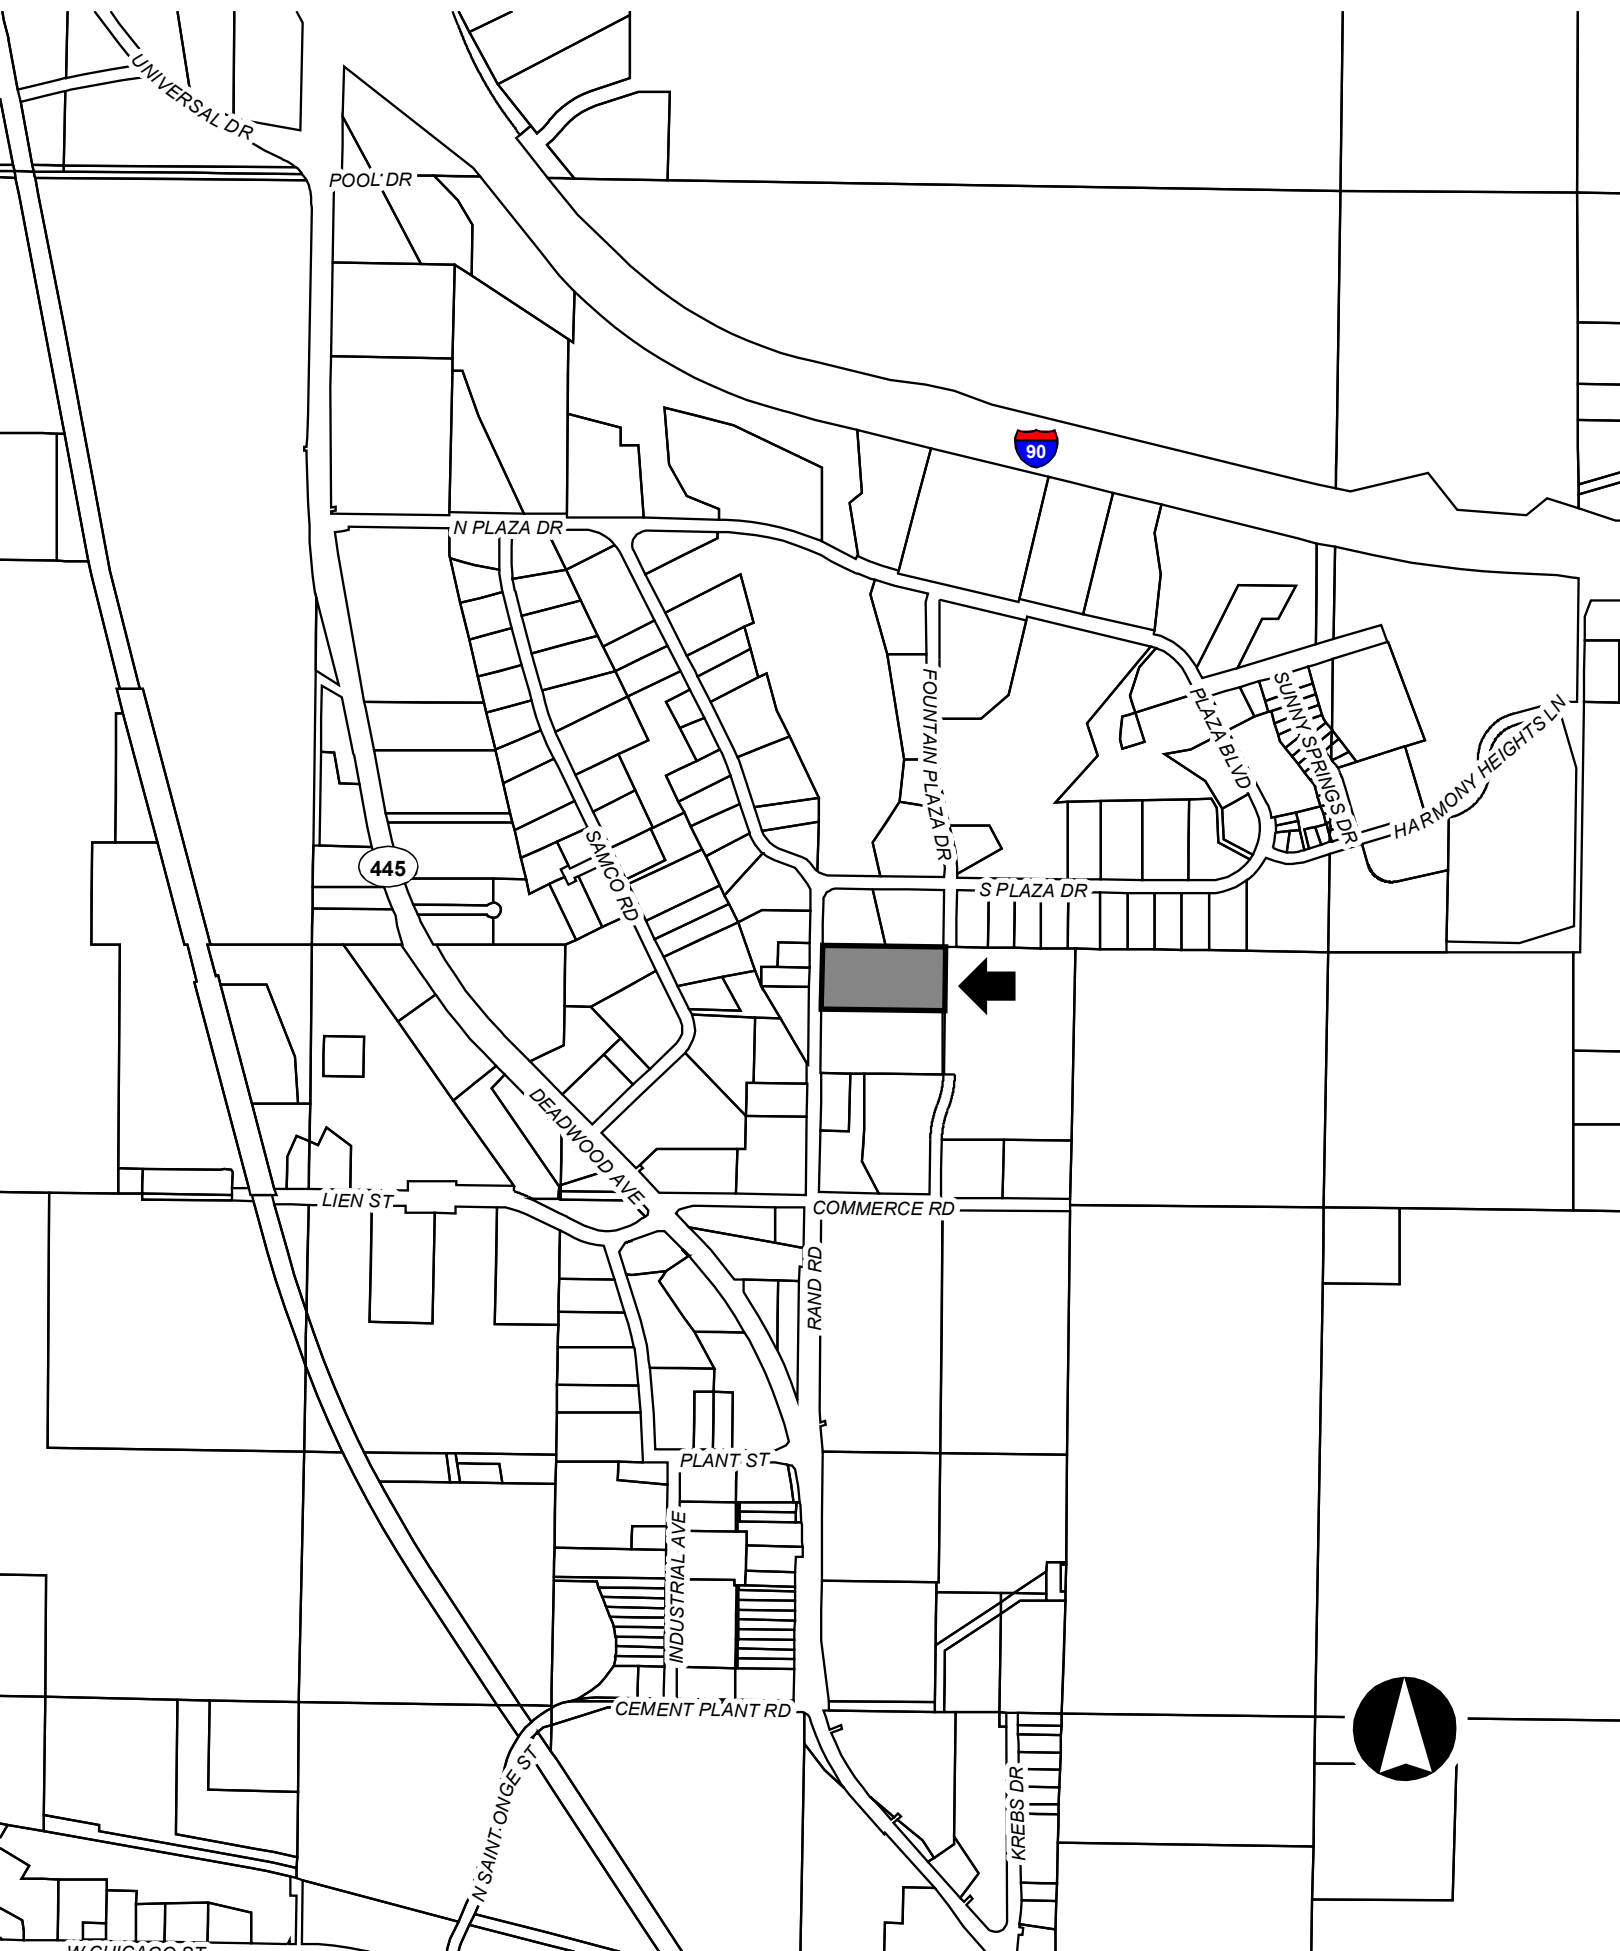 UNIVERSAL DR
POOL DR
90
N PLAZA DR
FOUNTAIN PLAZA DR
PLAZA BLVD
SUNNY SPRINGS DR
HARMONY HEIGHTS LN
445
SAMCO RD
S PLAZA DR
DEADWOOD AVE
LIEN ST
COMMERCE RD
RAND RD
PLANT ST
INDUSTRIAL AVE
CEMENT PLANT RD
N SAINT ONGE ST
KREBS DR
W CHICAGO ST